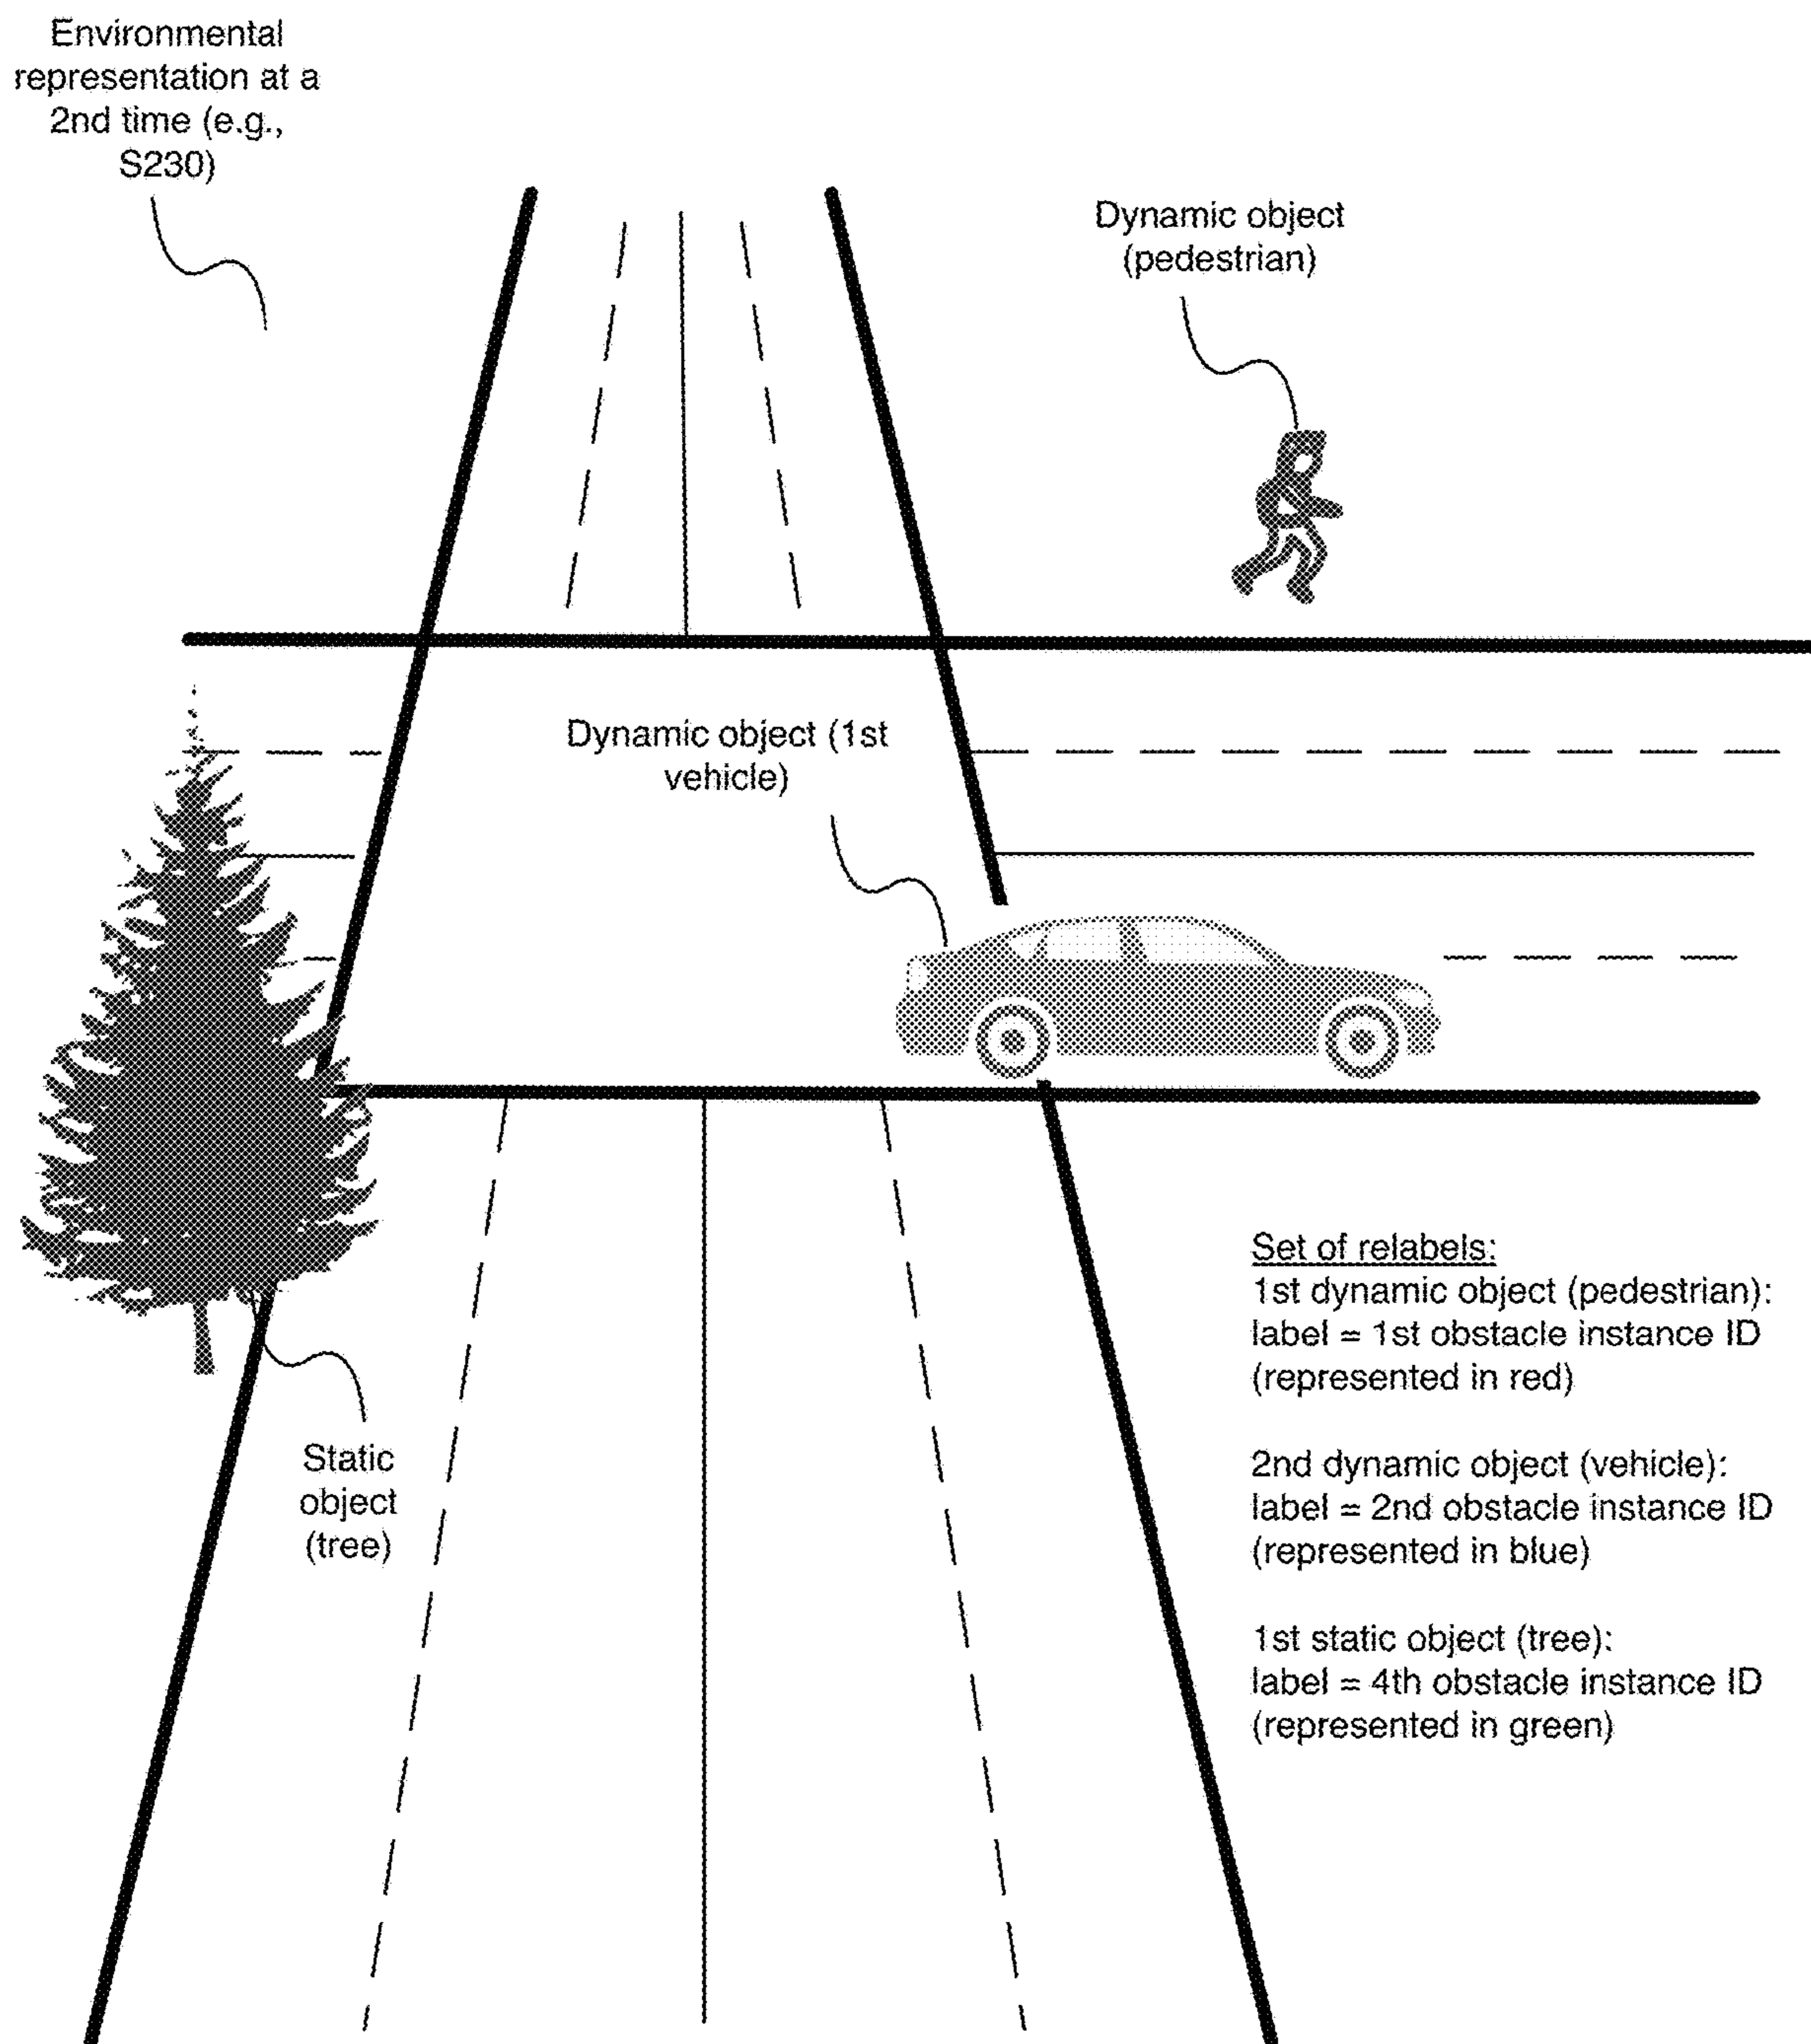 Environmental
representation at a
2nd time (e.g.,
S230)
Dynamic object
(pedestrian)
Dynamic object (1st
vehicle)
Static
object
(tree)
Set of relabels:
1st dynamic object (pedestrian):
label = 1st obstacle instance ID
(represented in red)
2nd dynamic object (vehicle):
label = 2nd obstacle instance ID
(represented in blue)
1st static object (tree):
label = 4th obstacle instance ID
(represented in green)